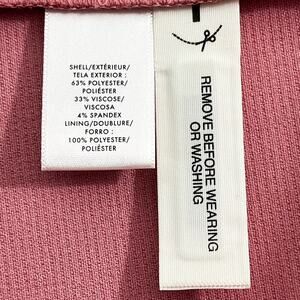 SHELL/EXTÉRIEUR/
TELA EXTERIOR :
63% POLYESTER/
POLIÉSTER
33% VISCOSE/
VISCOSA
4% SPANDEX
LINING/DOUBLURE/
FORRO :
100% POLYESTER/
POLIÉSTER
REMOVE BEFORE WEARING
OR WASHING